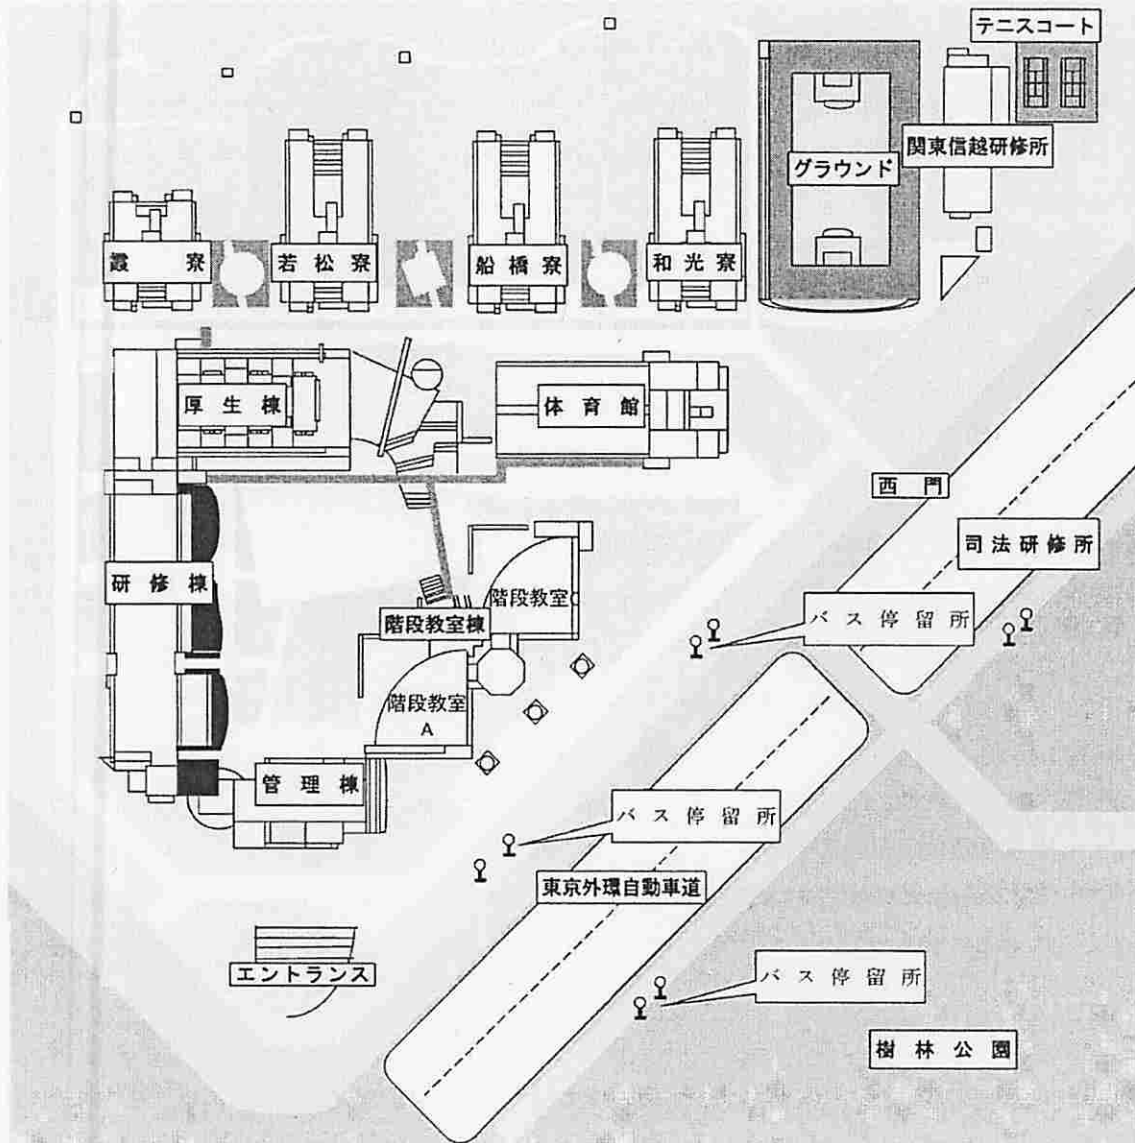 テニスコート
関東信越研修所
グラウンド
霞寮
若松寮
船橋寮
和光寮
厚生棟
体育館
西門
司法研修所
研修棟
階段教室C
バス停留所
階段教室棟
階段教室
A
管理棟
バス停留所
東京外環自動車道
エントランス
バス停留所
樹林公園